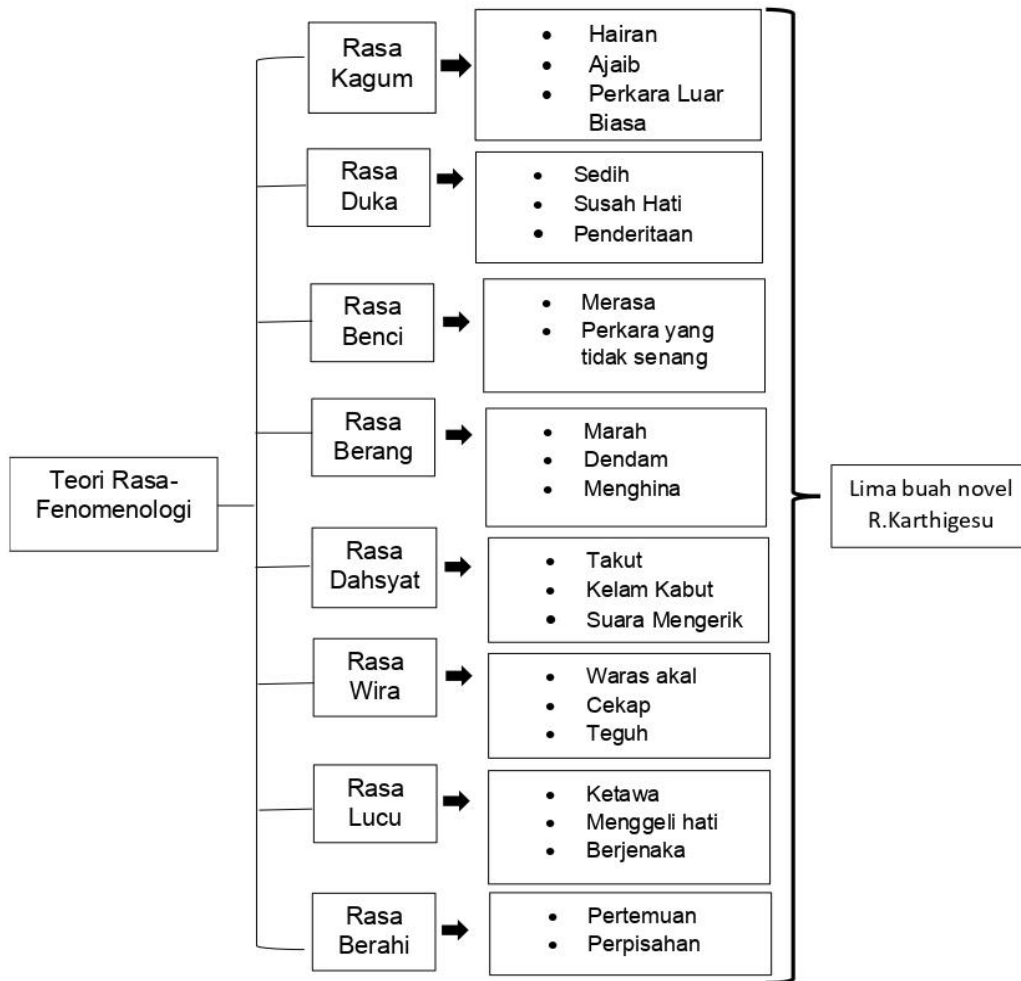 Teori Rasa-
Fenomenologi
Rasa
Kagum
Hairan
Ajaib
Perkara Luar
Biasa
Rasa
Duka
Sedih
Susah Hati
Penderitaan
Rasa
Benci
Merasa
Perkara yang
tidak senang
Rasa
Berang
Marah
Dendam
Menghina
Rasa
Dahsyat
Takut
Kelam Kabut
Suara Mengerik
Rasa
Wira
Waras akal
Cekap
Teguh
Rasa
Lucu
Ketawa
Menggeli hati
Berjenaka
Rasa
Berahi
Pertemuan
Perpisahan
Lima buah novel
R.Karthigesu